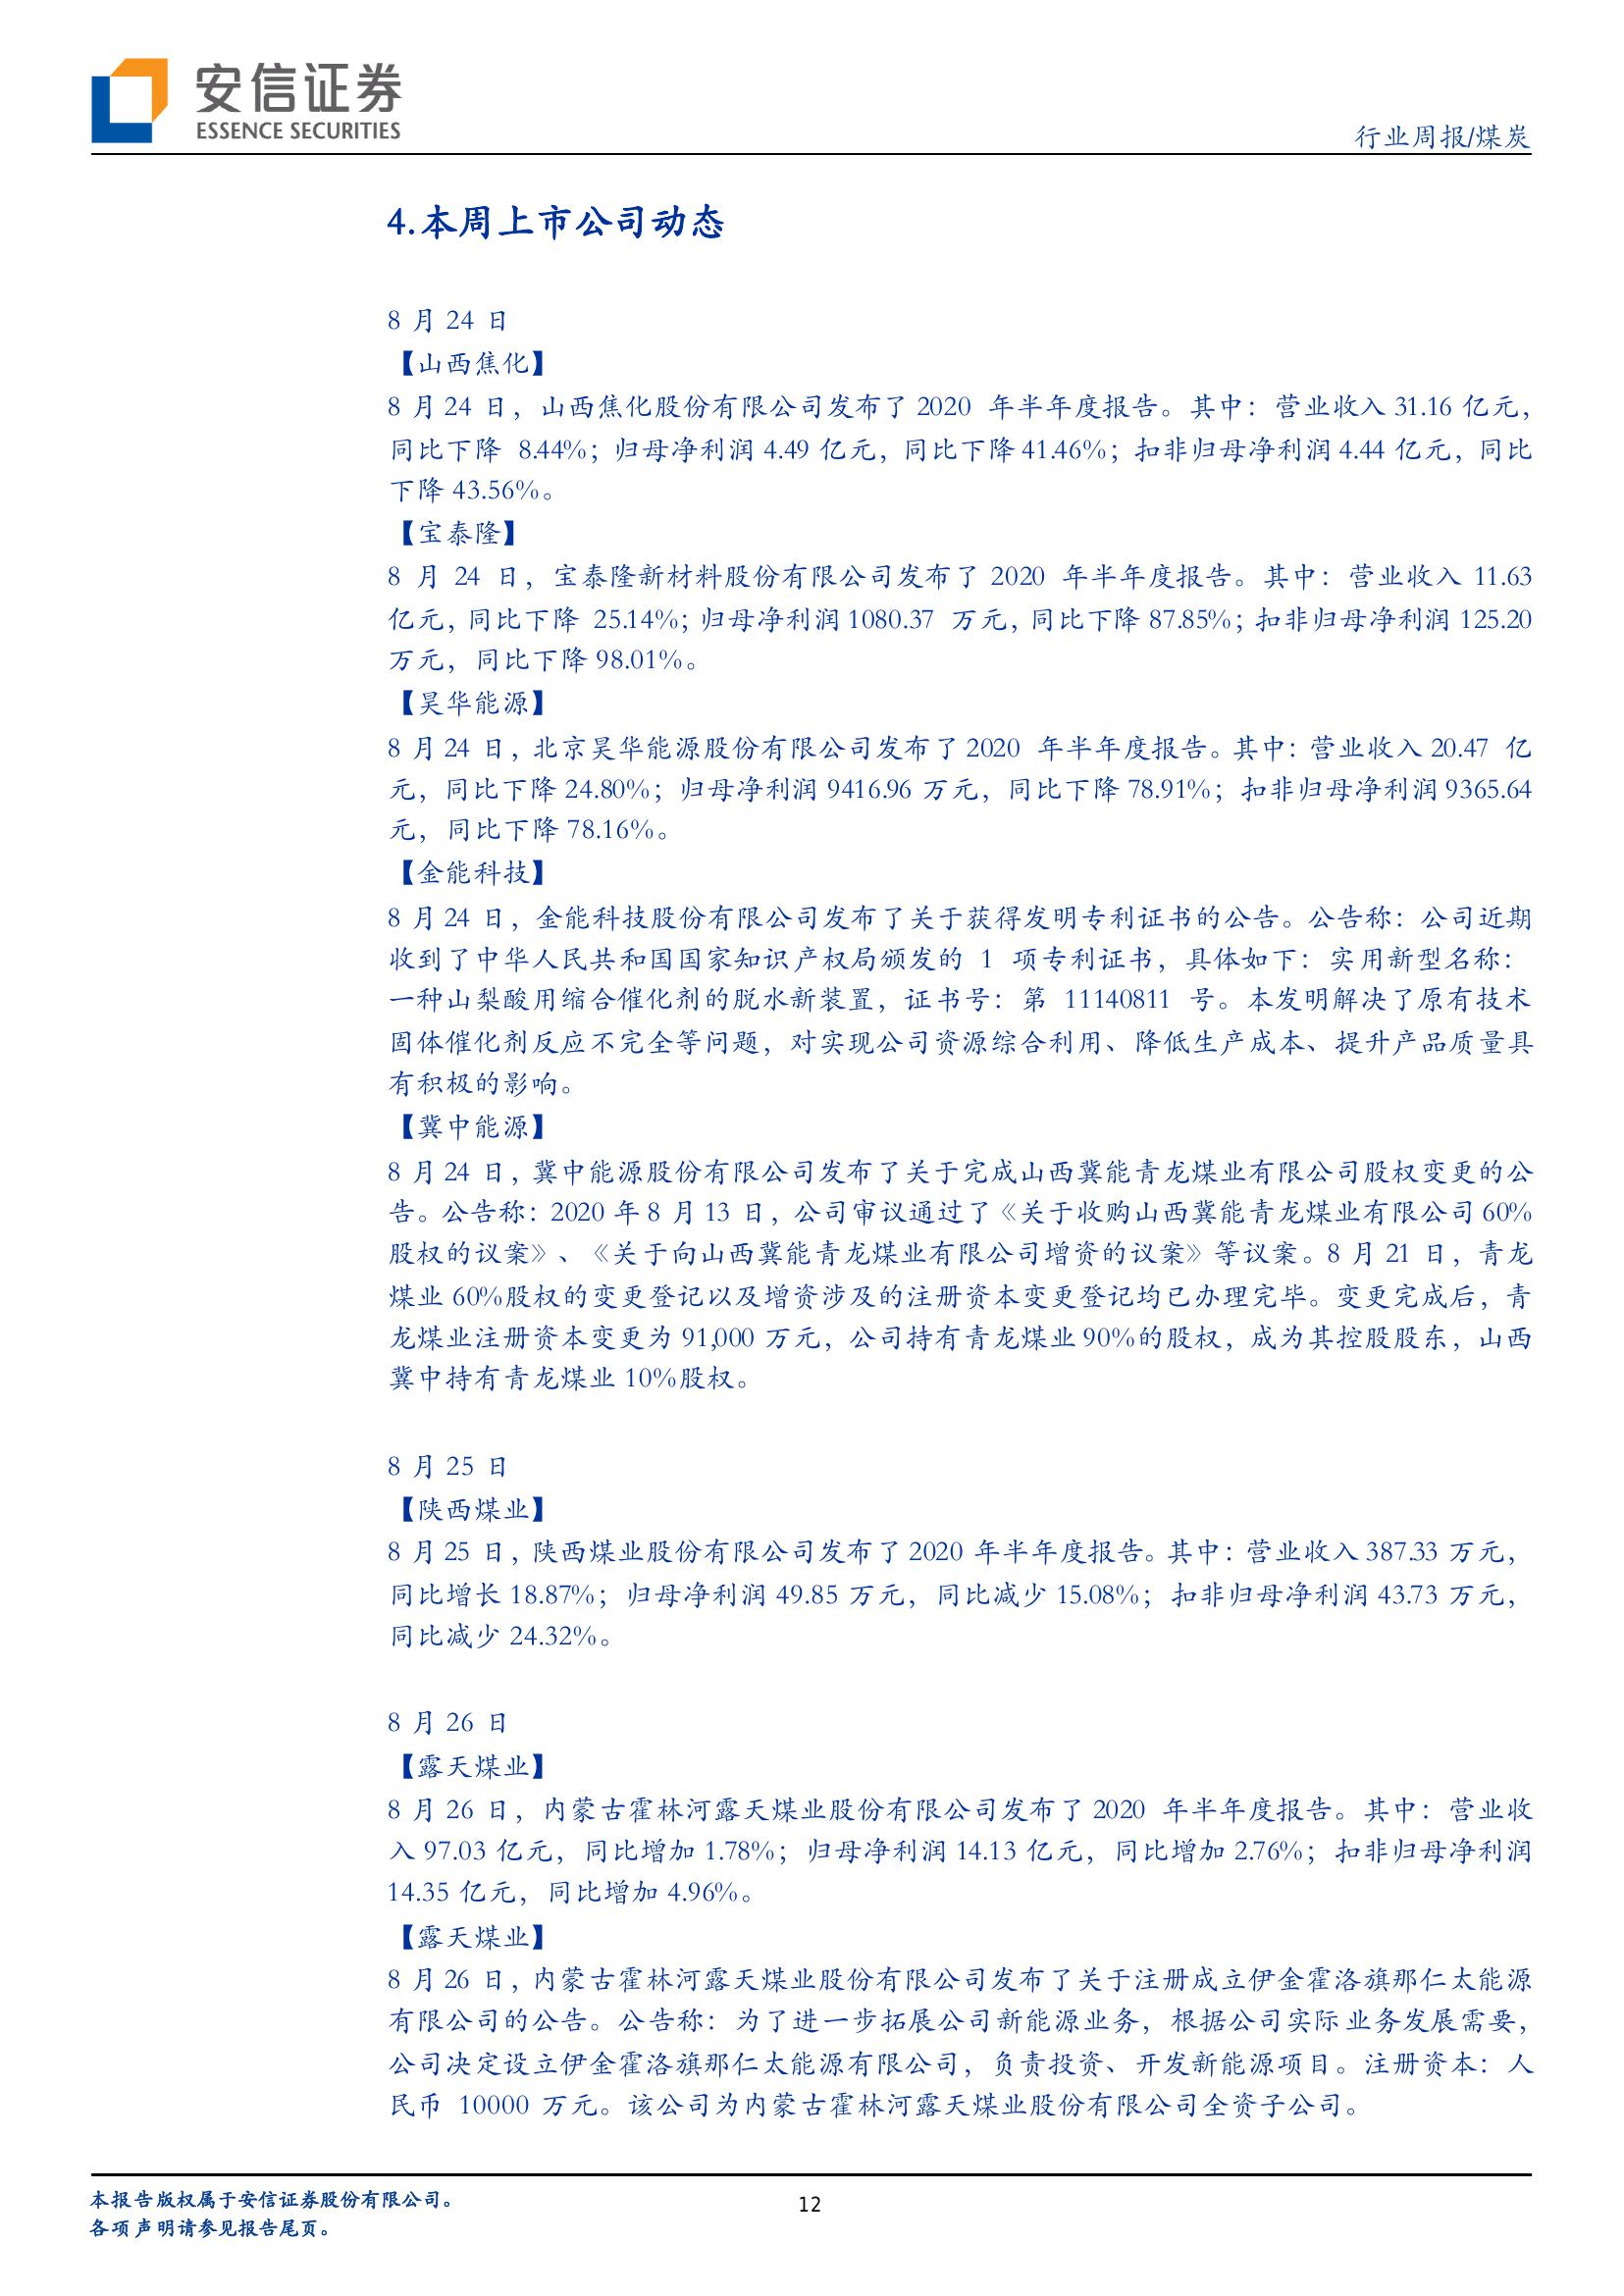 安信证券
ESSENCE SECURITIES
行业周报/煤炭
4.本周上市公司动态
8 月 24 日
【山西焦化】
8 月 24 日，山西焦化股份有限公司发布了 2020 年半年度报告。其中：营业收入 31.16 亿元，
同比下降 8.44%；归母净利润 4.49 亿元，同比下降 41.46%；扣非归母净利润 4.44 亿元，同比
下降 43.56%。
【宝泰隆】
8 月 24 日，宝泰隆新材料股份有限公司发布了 2020 年半年度报告。其中：营业收入 11.63
亿元，同比下降 25.14%；归母净利润 1080.37 万元，同比下降 87.85%；扣非归母净利润 125.20
万元，同比下降 98.01%。
【昊华能源】
8 月 24 日，北京昊华能源股份有限公司发布了 2020 年半年度报告。其中：营业收入 20.47 亿
元，同比下降 24.80%；归母净利润 9416.96 万元，同比下降 78.91%；扣非归母净利润 9365.64
元，同比下降 78.16%。
【金能科技】
8 月 24 日，金能科技股份有限公司发布了关于获得发明专利证书的公告。公告称：公司近期
收到了中华人民共和国国家知识产权局颁发的 1 项专利证书，具体如下：实用新型名称：
一种山梨酸用缩合催化剂的脱水新装置，证书号：第 11140811 号。本发明解决了原有技术
固体催化剂反应不完全等问题，对实现公司资源综合利用、降低生产成本、提升产品质量具
有积极的影响。
【冀中能源】
8 月 24 日，冀中能源股份有限公司发布了关于完成山西冀能青龙煤业有限公司股权变更的公
告。公告称：2020 年 8 月 13 日，公司审议通过了《关于收购山西冀能青龙煤业有限公司 60%
股权的议案》、《关于向山西冀能青龙煤业有限公司增资的议案》等议案。8 月 21 日，青龙
煤业 60%股权的变更登记以及增资涉及的注册资本变更登记均已办理完毕。变更完成后，青
龙煤业注册资本变更为 91,000 万元，公司持有青龙煤业 90%的股权，成为其控股股东，山西
冀中持有青龙煤业 10%股权。
8 月 25 日
【陕西煤业】
8 月 25 日，陕西煤业股份有限公司发布了 2020 年半年度报告。其中：营业收入 387.33 万元，
同比增长 18.87%；归母净利润 49.85 万元，同比减少 15.08%；扣非归母净利润 43.73 万元，
同比减少 24.32%。
8 月 26 日
【露天煤业】
8 月 26 日，内蒙古霍林河露天煤业股份有限公司发布了 2020 年半年度报告。其中：营业收
入 97.03 亿元，同比增加 1.78%；归母净利润 14.13 亿元，同比增加 2.76%；扣非归母净利润
14.35 亿元，同比增加 4.96%。
【露天煤业】
8 月 26 日，内蒙古霍林河露天煤业股份有限公司发布了关于注册成立伊金霍洛旗那仁太能源
有限公司的公告。公告称：为了进一步拓展公司新能源业务，根据公司实际业务发展需要，
公司决定设立伊金霍洛旗那仁太能源有限公司，负责投资、开发新能源项目。注册资本：人
民币 10000 万元。该公司为内蒙古霍林河露天煤业股份有限公司全资子公司。
本报告版权属于安信证券股份有限公司。
各项声明请参见报告尾页。
12